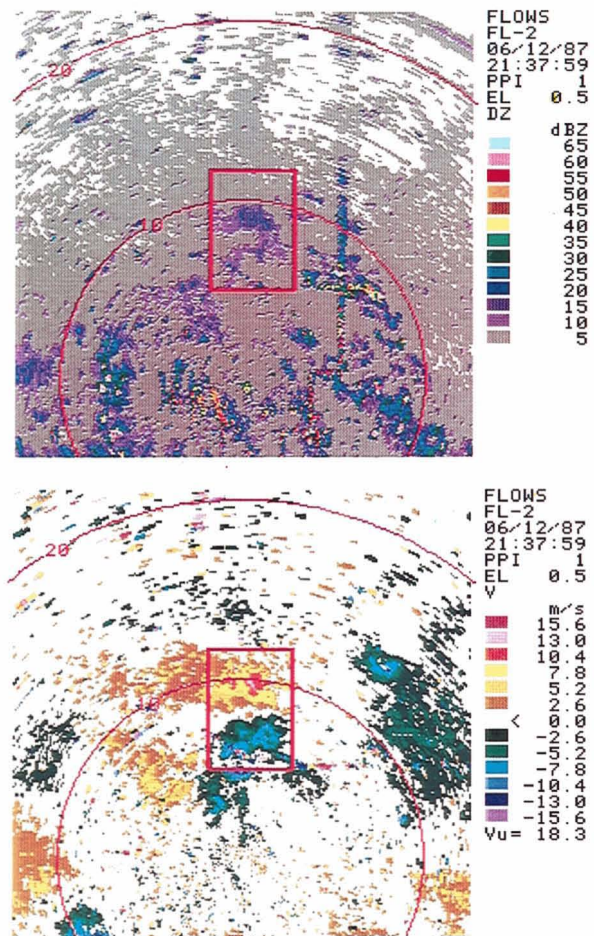 FLOWS
FL-2
06/12/87
21:37:59
PPI 1
EL 0.5
DZ
dBZ
65
60
55
50
45
40
35
30
25
20
15
10
5
20
10
FLOWS
FL-2
06/12/87
21:37:59
PPI 1
EL 0.5
V
m/s
15.6
13.0
10.4
7.8
5.2
2.6
< 0.0
-2.6
-5.2
-7.8
-10.4
-13.0
-15.6
Vu= 18.3
20
10